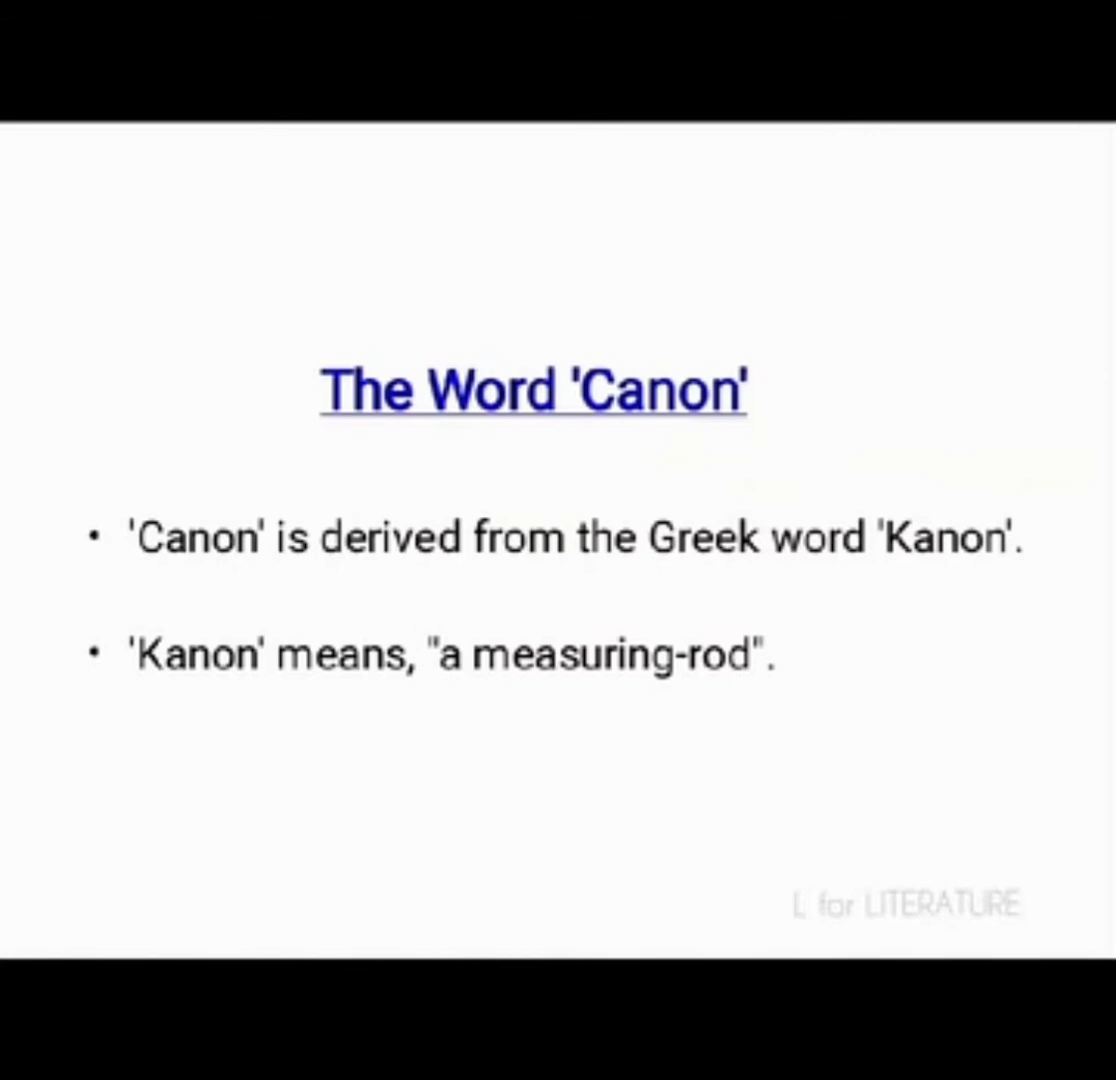 The Word 'Canon'
• 'Canon' is derived from the Greek word 'Kanon'.
• 'Kanon' means, "a measuring-rod".
L for LITERATURE